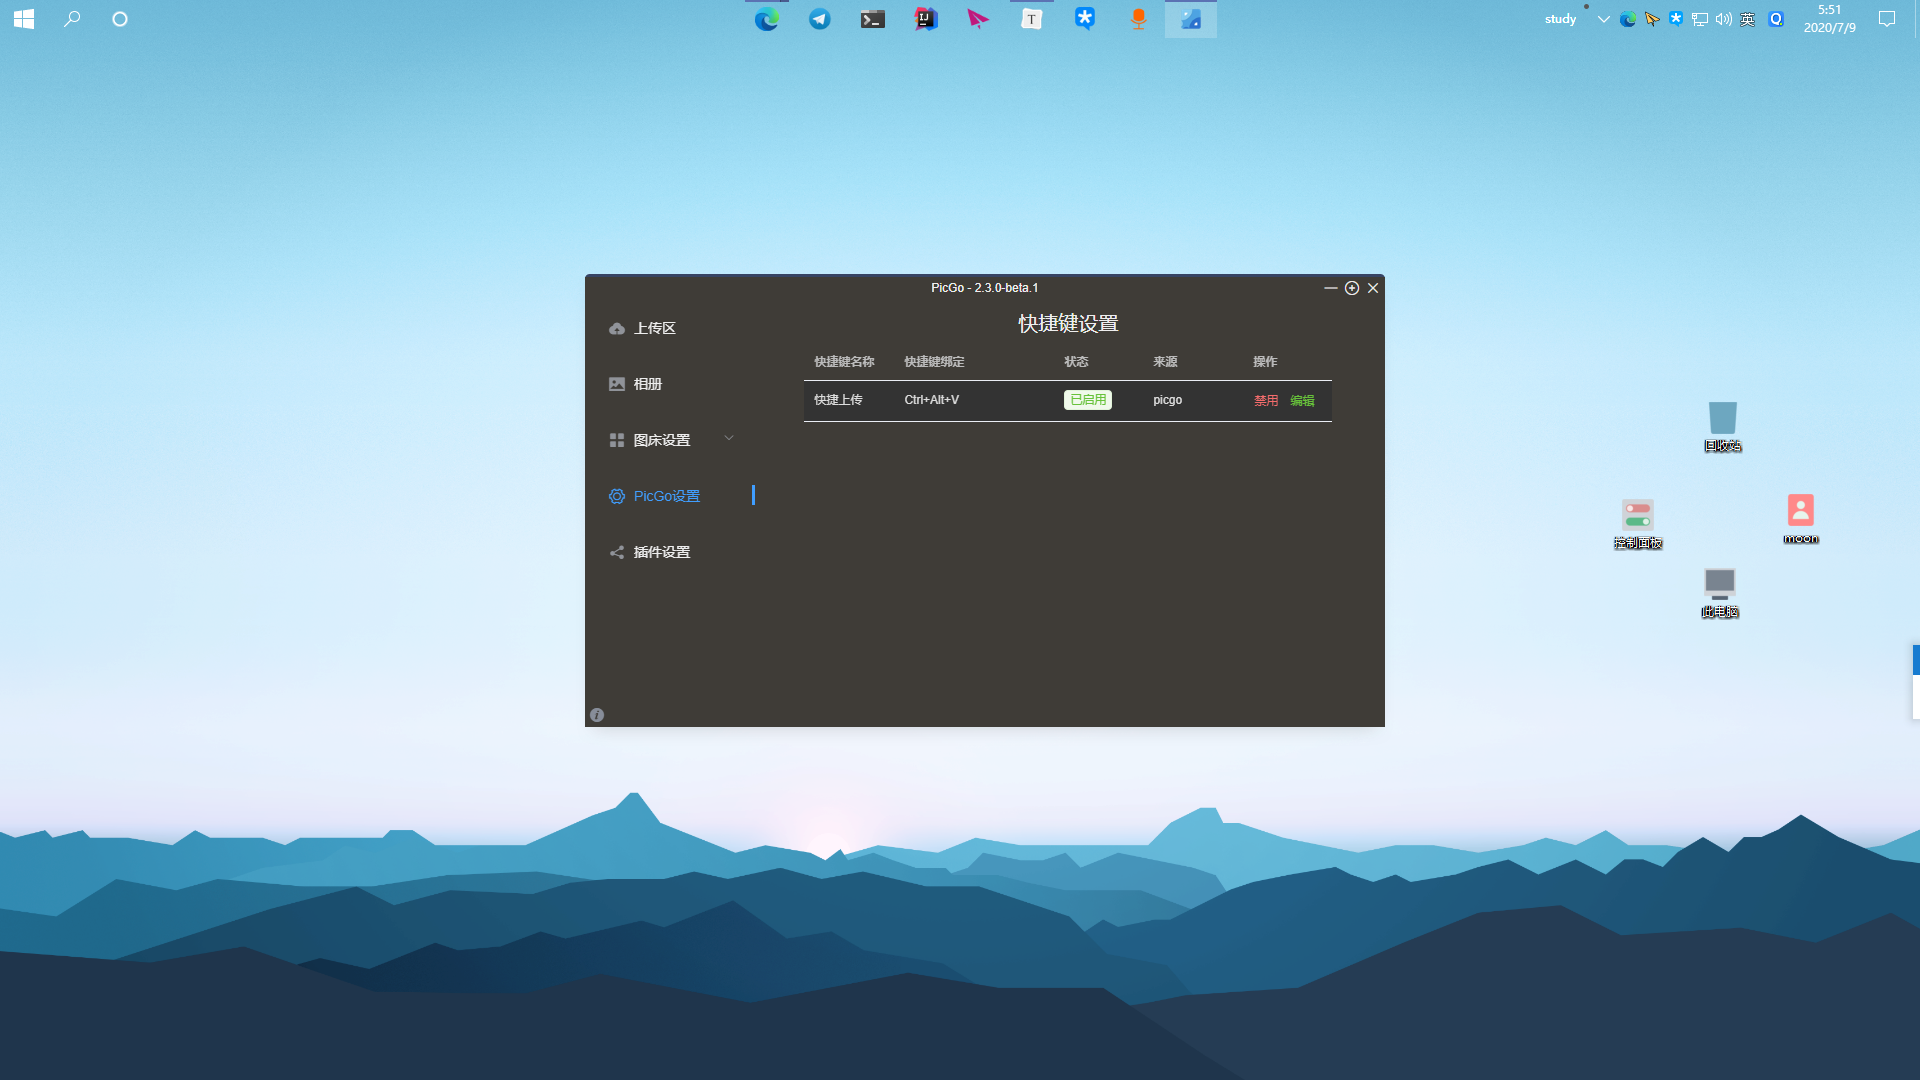 study
英
5:51
2020/7/9
PicGo - 2.3.0-beta.1
上传区
相册
图床设置
PicGo设置
插件设置
快捷键设置
快捷键名称 快捷键绑定 状态 来源 操作
快捷上传 Ctrl+Alt+V 已启用 picgo 禁用 编辑
回收站
控制面板
moon
此电脑